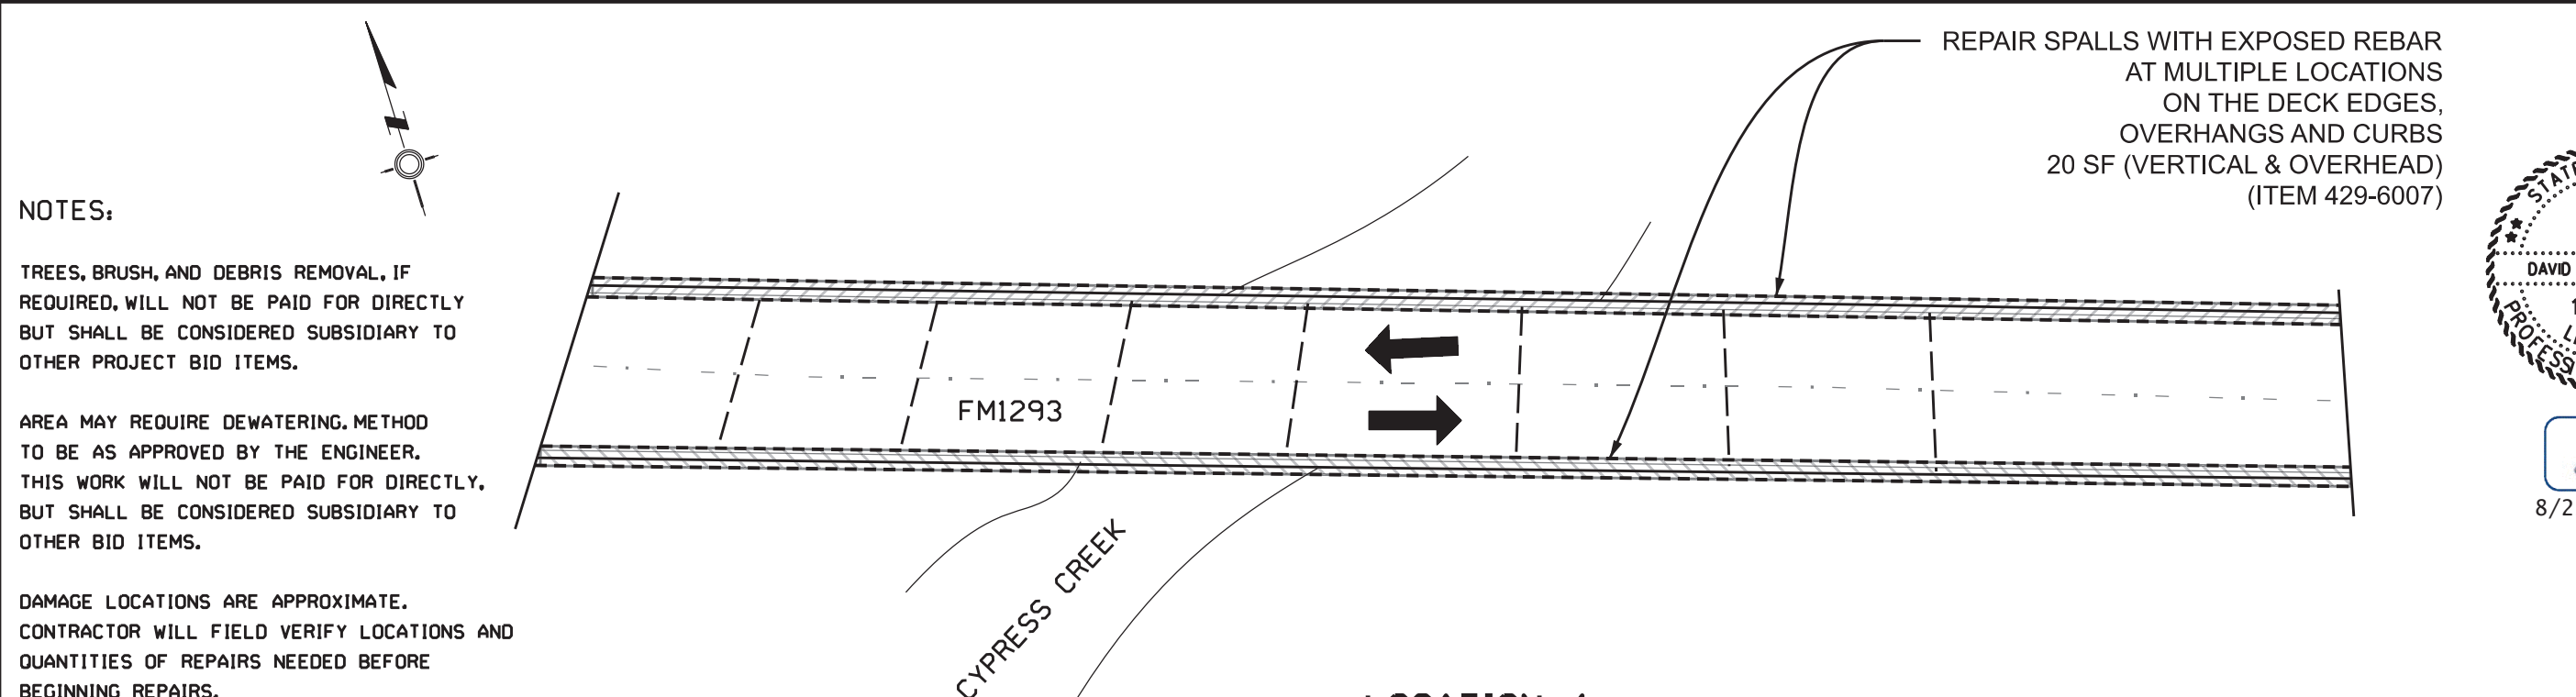 REPAIR SPALLS WITH EXPOSED REBAR
AT MULTIPLE LOCATIONS
ON THE DECK EDGES,
OVERHANGS AND CURBS
20 SF (VERTICAL & OVERHEAD)
(ITEM 429-6007)
NOTES:
TREES, BRUSH, AND DEBRIS REMOVAL, IF
REQUIRED, WILL NOT BE PAID FOR DIRECTLY
BUT SHALL BE CONSIDERED SUBSIDIARY TO
OTHER PROJECT BID ITEMS.
AREA MAY REQUIRE DEWATERING. METHOD
TO BE AS APPROVED BY THE ENGINEER.
THIS WORK WILL NOT BE PAID FOR DIRECTLY,
BUT SHALL BE CONSIDERED SUBSIDIARY TO
OTHER BID ITEMS.
DAMAGE LOCATIONS ARE APPROXIMATE.
CONTRACTOR WILL FIELD VERIFY LOCATIONS AND
QUANTITIES OF REPAIRS NEEDED BEFORE
BEGINNING REPAIRS.
FM1293
CYPRESS CREEK
DAVID
8/2